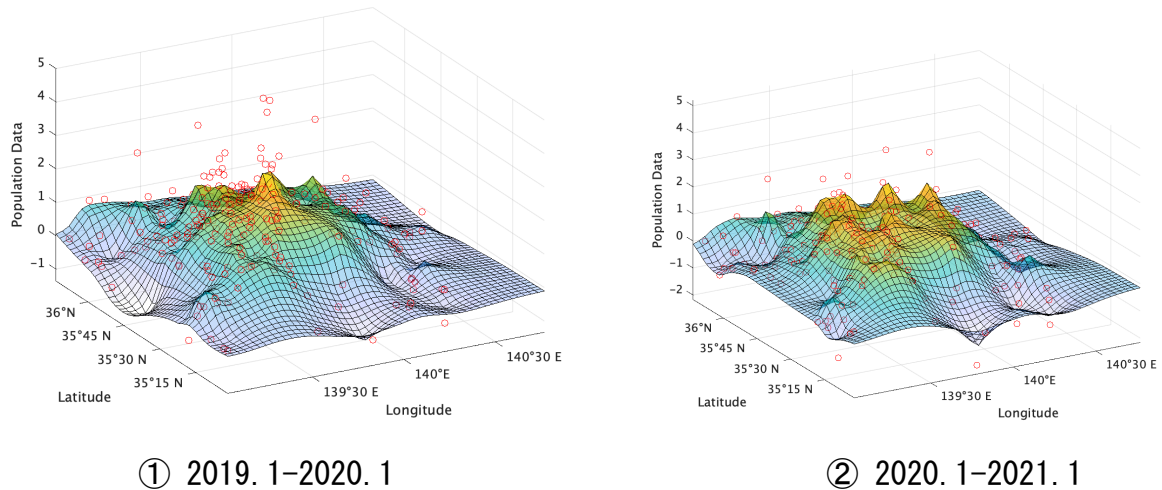 5
4
3
2
1
0
−1
Population Data
36°N
35°45 N
35°30 N
35°15 N
Latitude
139°30 E
140°E
140°30 E
Longitude
① 2019.1-2020.1
5
4
3
2
1
0
−1
−2
Population Data
36°N
35°45 N
35°30 N
35°15 N
Latitude
139°30 E
140°E
140°30 E
Longitude
② 2020.1-2021.1